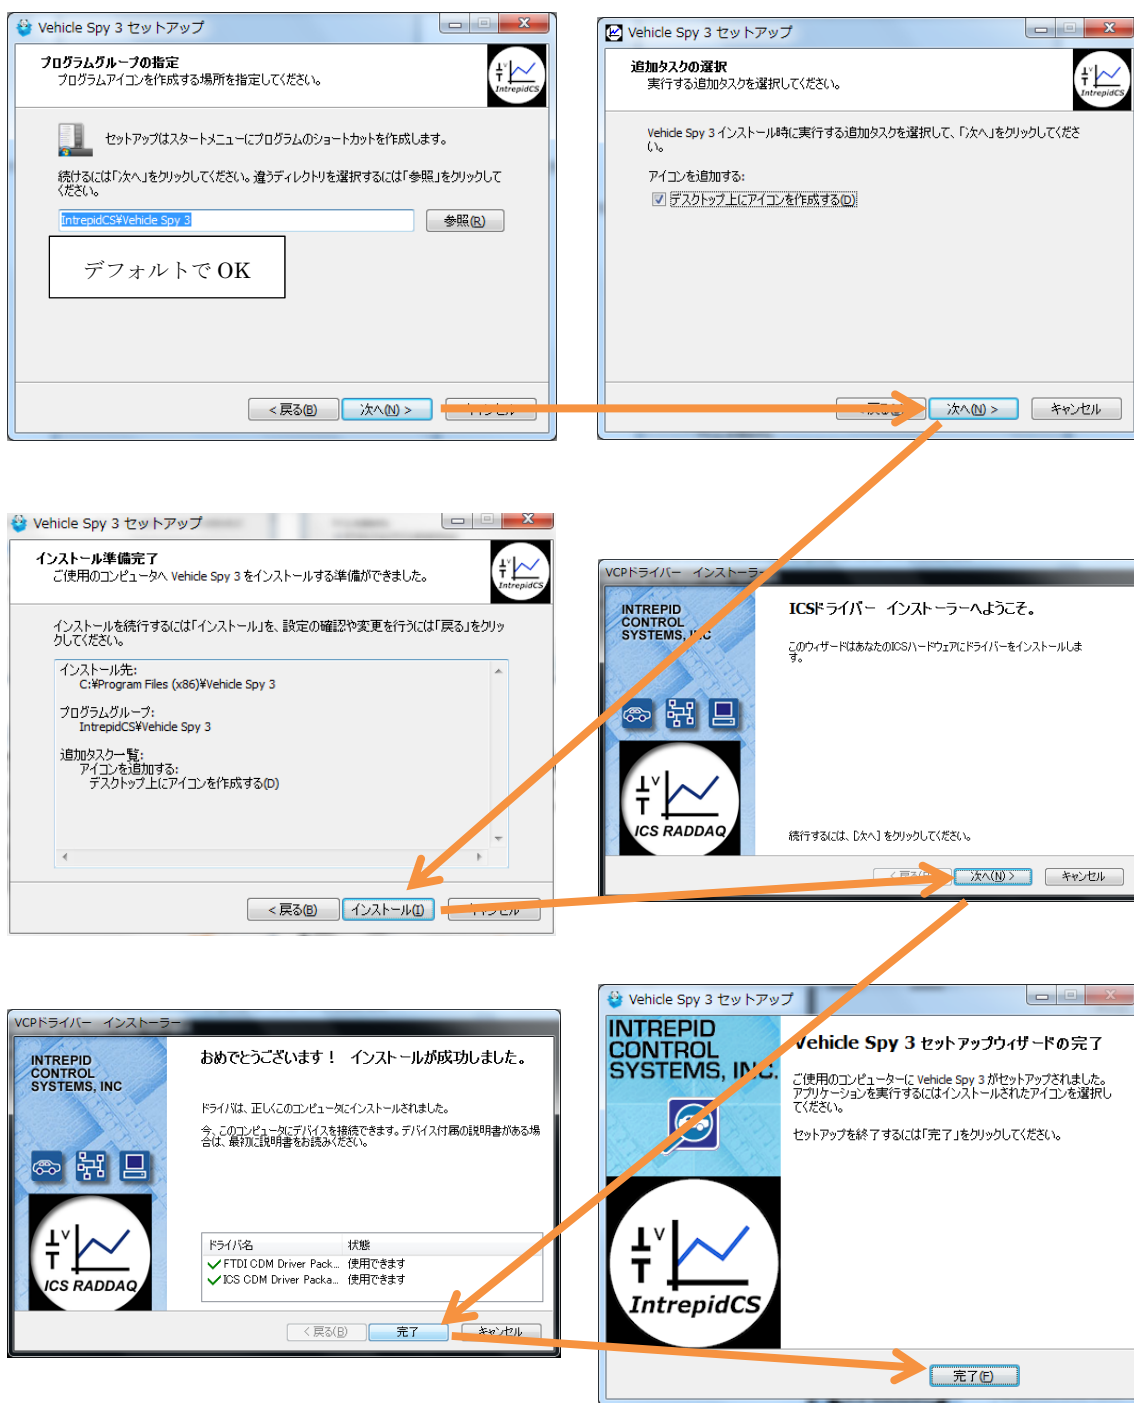 Vehicle Spy 3 セットアップ
プログラムグループの指定
プログラムアイコンを作成する場所を指定してください。
IntrepidCS
セットアップはスタートメニューにプログラムのショートカットを作成します。
続けるには「次へ」をクリックしてください。違うディレクトリを選択するには「参照」をクリックして
ください。
IntrepidCS¥Vehicle Spy 3
参照(R)
デフォルトで OK
< 戻る(B)
次へ(N) >
キャンセル
Vehicle Spy 3 セットアップ
追加タスクの選択
実行する追加タスクを選択してください。
IntrepidCS
Vehicle Spy 3 インストール時に実行する追加タスクを選択して、「次へ」をクリックしてくださ
い。
アイコンを追加する:
デスクトップ上にアイコンを作成する(D)
< 戻る(B)
次へ(N) >
キャンセル
Vehicle Spy 3 セットアップ
インストール準備完了
ご使用のコンピュータへ Vehicle Spy 3 をインストールする準備ができました。
IntrepidCS
インストールを続行するには「インストール」を、設定の確認や変更を行うには「戻る」をクリッ
クしてください。
インストール先:
C:¥Program Files (x86)¥Vehicle Spy 3
プログラムグループ:
IntrepidCS¥Vehicle Spy 3
追加タスク一覧:
アイコンを追加する:
デスクトップ上にアイコンを作成する(D)
< 戻る(B)
インストール(I)
キャンセル
VCPドライバー インストーラー
INTREPID
CONTROL
SYSTEMS, INC
ICSドライバー インストーラーへようこそ。
このウィザードはあなたのICSハードウェアにドライバーをインストールしま
す。
ICS RADDAQ
続行するには、[次へ] をクリックしてください。
< 戻る(B)
次へ(N) >
キャンセル
VCPドライバー インストーラー
INTREPID
CONTROL
SYSTEMS, INC
おめでとうございます! インストールが成功しました。
ドライバは、正しくこのコンピュータにインストールされました。
今、このコンピュータにデバイスを接続できます。デバイス付属の説明書がある場
合は、最初に説明書をお読みください。
ICS RADDAQ
ドライバ名 状態
FTDI CDM Driver Pack... 使用できます
ICS CDM Driver Packa... 使用できます
< 戻る(B)
完了
キャンセル
Vehicle Spy 3 セットアップ
INTREPID
CONTROL
SYSTEMS, INC.
Vehicle Spy 3 セットアップウィザードの完了
ご使用のコンピューターに Vehicle Spy 3 がセットアップされました。
アプリケーションを実行するにはインストールされたアイコンを選択し
てください。
セットアップを終了するには「完了」をクリックしてください。
IntrepidCS
完了(F)